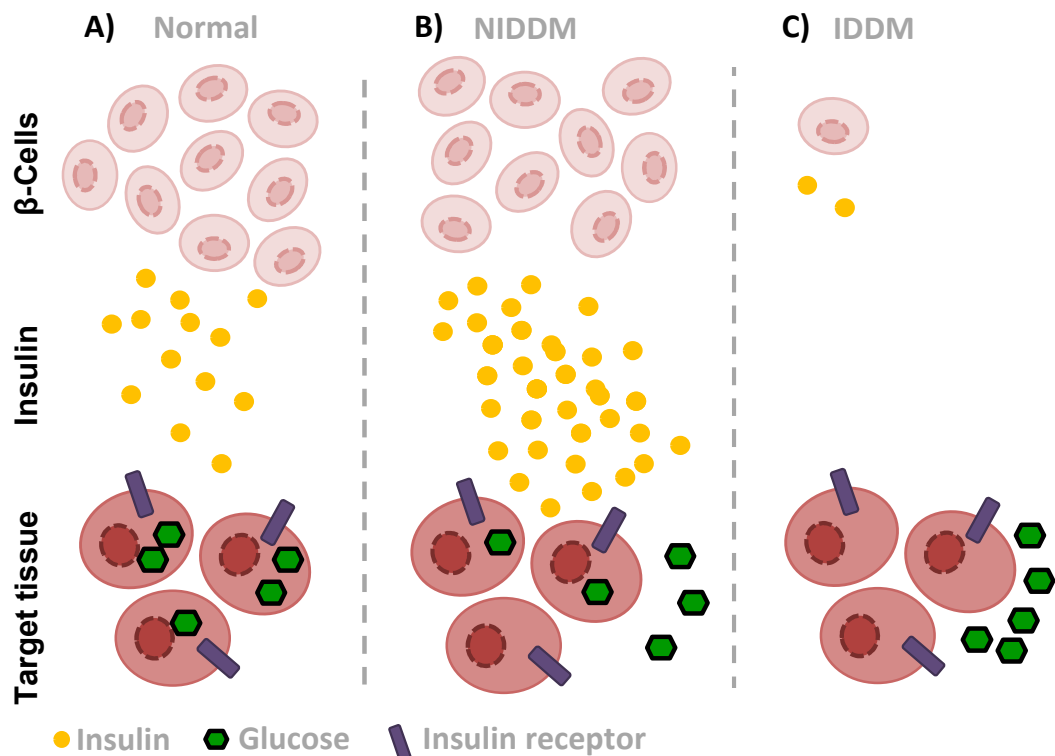 A) Normal
B) NIDDM
C) IDDM
β-Cells
Insulin
Target tissue
Insulin
Glucose
Insulin receptor